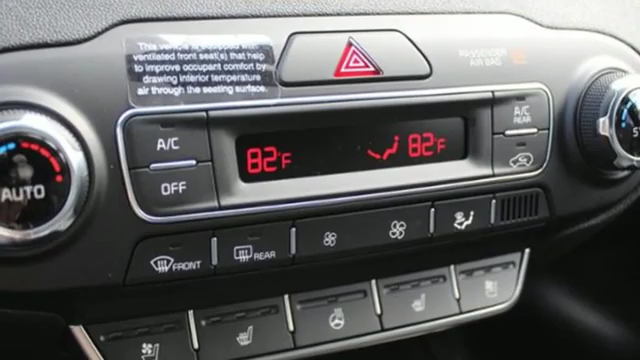 This vehicle is equipped with
ventilated front seat(s) that help
to improve occupant comfort by
drawing interior temperature
air through the seating surface.
PASSENGER
AIR BAG
A/C
OFF
82°F
82°F
A/C
REAR
AUTO
FRONT
REAR